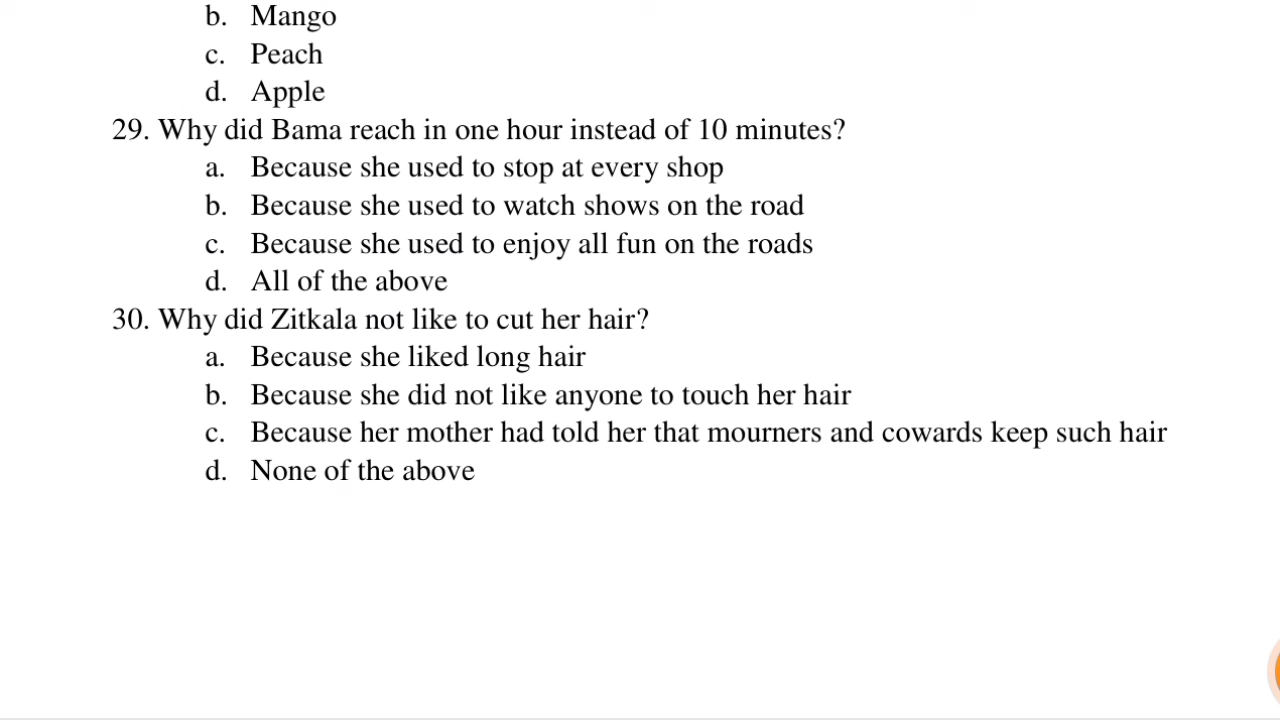 b. Mango
c. Peach
d. Apple
29. Why did Bama reach in one hour instead of 10 minutes?
a. Because she used to stop at every shop
b. Because she used to watch shows on the road
c. Because she used to enjoy all fun on the roads
d. All of the above
30. Why did Zitkala not like to cut her hair?
a. Because she liked long hair
b. Because she did not like anyone to touch her hair
c. Because her mother had told her that mourners and cowards keep such hair
d. None of the above